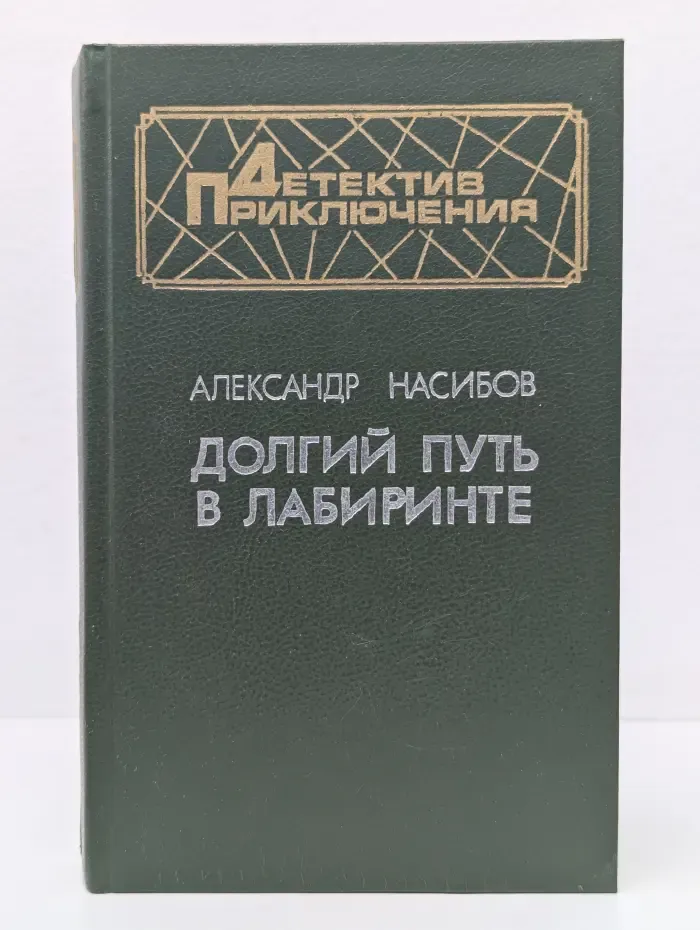 ДЕТЕКТИВ
ПРИКЛЮЧЕНИЯ
АЛЕКСАНДР НАСИБОВ
ДОЛГИЙ ПУТЬ
В ЛАБИРИНТЕ